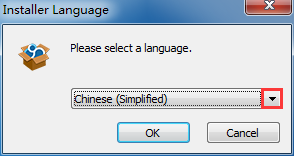 Installer Language
Please select a language.
Chinese (Simplified)
OK
Cancel